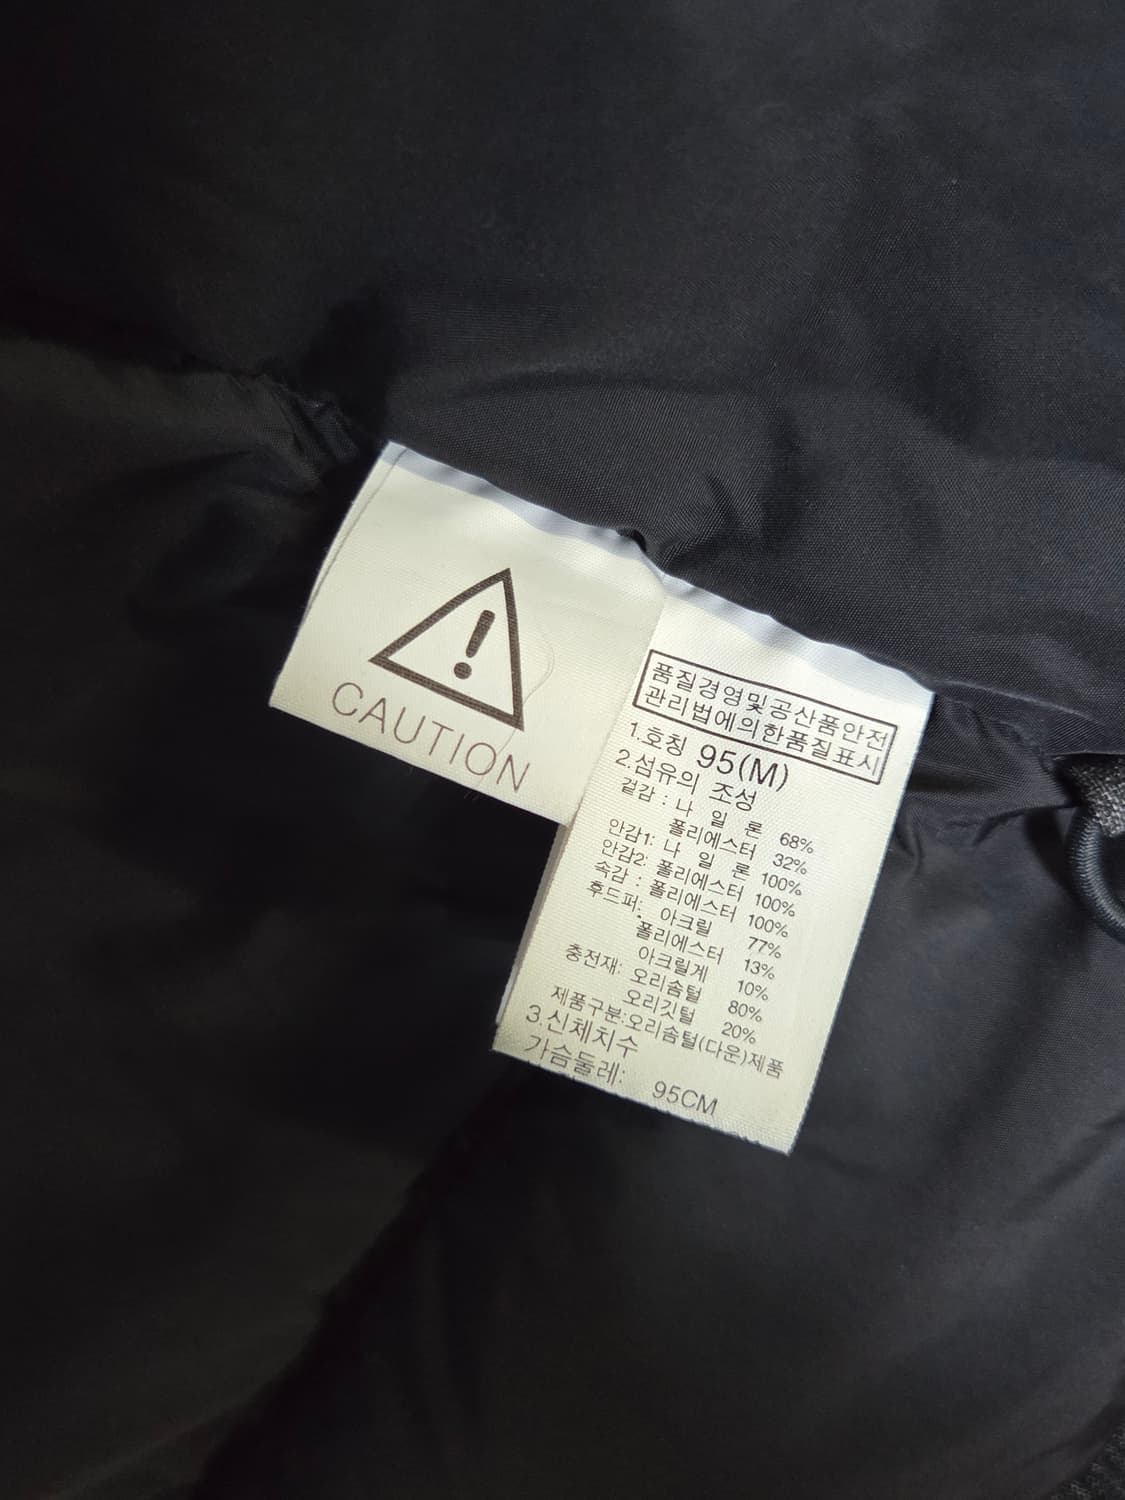 CAUTION
품질경영및공산품안전
관리법에의한품질표시
1.호칭 95(M)
2.섬유의 조성
겉감 : 나 일 론 68%
폴리에스터 32%
안감1: 나 일 론 100%
안감2: 폴리에스터 100%
속감 : 폴리에스터 100%
후드퍼: 아크릴 77%
폴리에스터 13%
아크릴계 10%
충전재: 오리솜털 80%
오리깃털 20%
제품구분:오리솜털(다운)제품
3.신체치수
가슴둘레: 95CM